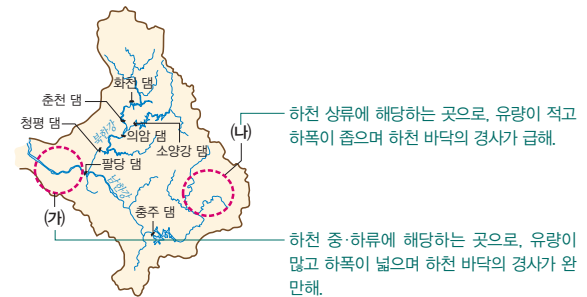 화천 댐
춘천 댐
청평 댐
북한강
의암 댐
소양강 댐
(나)
팔당 댐
남한강
(가)
충주 댐
하천 상류에 해당하는 곳으로, 유량이 적고
하폭이 좁으며 하천 바닥의 경사가 급해.
하천 중·하류에 해당하는 곳으로, 유량이
많고 하폭이 넓으며 하천 바닥의 경사가 완
만해.